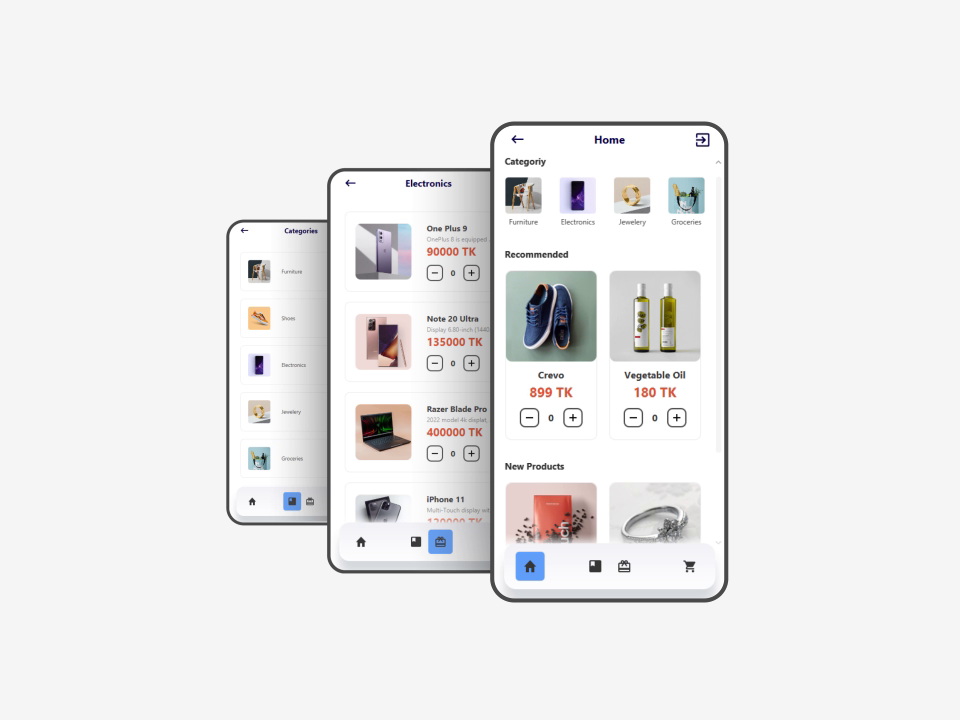 Categories
Furniture
Shoes
Electronics
Jewelery
Groceries
Electronics
One Plus 9
OnePlus 8 is equipped
90000 TK
0
Note 20 Ultra
Display 6.80-inch (1440
135000 TK
0
Razer Blade Pro
2022 model 4k display,
400000 TK
0
iPhone 11
Multi-Touch display wit
Home
Categoriy
Furniture
Electronics
Jewelery
Groceries
Recommended
Crevo
899 TK
0
Vegetable Oil
180 TK
0
New Products